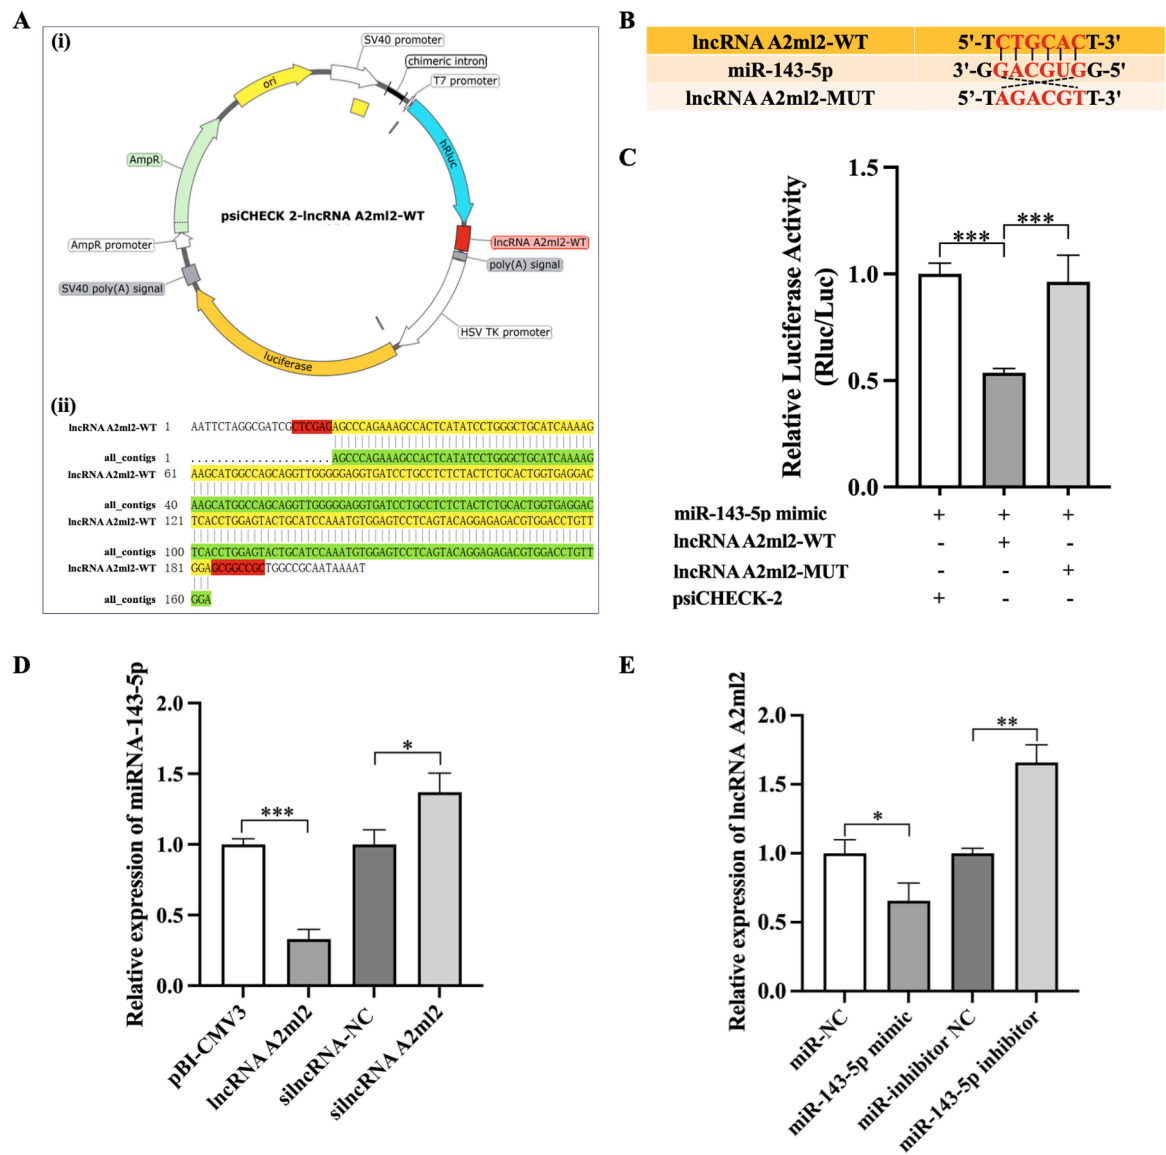 A
(i)
SV40 promoter
chimeric intron
T7 promoter
ori
hRluc
AmpR
psiCHECK 2-lncRNA A2ml2-WT
AmpR promoter
lncRNA A2ml2-WT
poly(A) signal
SV40 poly(A) signal
HSV TK promoter
luciferase
(ii)
lncRNA A2ml2-WT 1 AATTCTAGGCGATCGCTCGAGAGCCCAGAAAGCCACTCATATCCTGGGCTGCATCAAAAG
all_contigs 1 .....................AGCCCAGAAAGCCACTCATATCCTGGGCTGCATCAAAAG
lncRNA A2ml2-WT 61 AAGCATGGCCAGCAGGTTGGGGGAGGTGATCCTGCCTCTCTACTCTGCACTGGTGAGGAC
all_contigs 40 AAGCATGGCCAGCAGGTTGGGGGAGGTGATCCTGCCTCTCTACTCTGCACTGGTGAGGAC
lncRNA A2ml2-WT 121 TCACCTGGAGTACTGCATCCAAATGTGGAGTCCTCAGTACAGGAGAGACGTGGACCTGTT
all_contigs 100 TCACCTGGAGTACTGCATCCAAATGTGGAGTCCTCAGTACAGGAGAGACGTGGACCTGTT
lncRNA A2ml2-WT 181 GGAGCGGCCGCTGGCCGCAATAAAAT
all_contigs 160 GGA
B
lncRNA A2ml2-WT 5'-TCTGCACT-3'
miR-143-5p 3'-GGACGUGG-5'
lncRNA A2ml2-MUT 5'-TAGACGTT-3'
C
Relative Luciferase Activity
(Rluc/Luc)
1.5
1.0
0.5
0.0
***
***
miR-143-5p mimic + + +
lncRNA A2ml2-WT - + -
lncRNA A2ml2-MUT - - +
psiCHECK-2 + - -
D
Relative expression of miRNA-143-5p
2.0
1.5
1.0
0.5
0.0
***
*
pBI-CMV3
lncRNA A2ml2
silncRNA-NC
silncRNA A2ml2
E
Relative expression of lncRNA A2ml2
2.0
1.5
1.0
0.5
0.0
*
**
miR-NC
miR-143-5p mimic
miR-inhibitor NC
miR-143-5p inhibitor